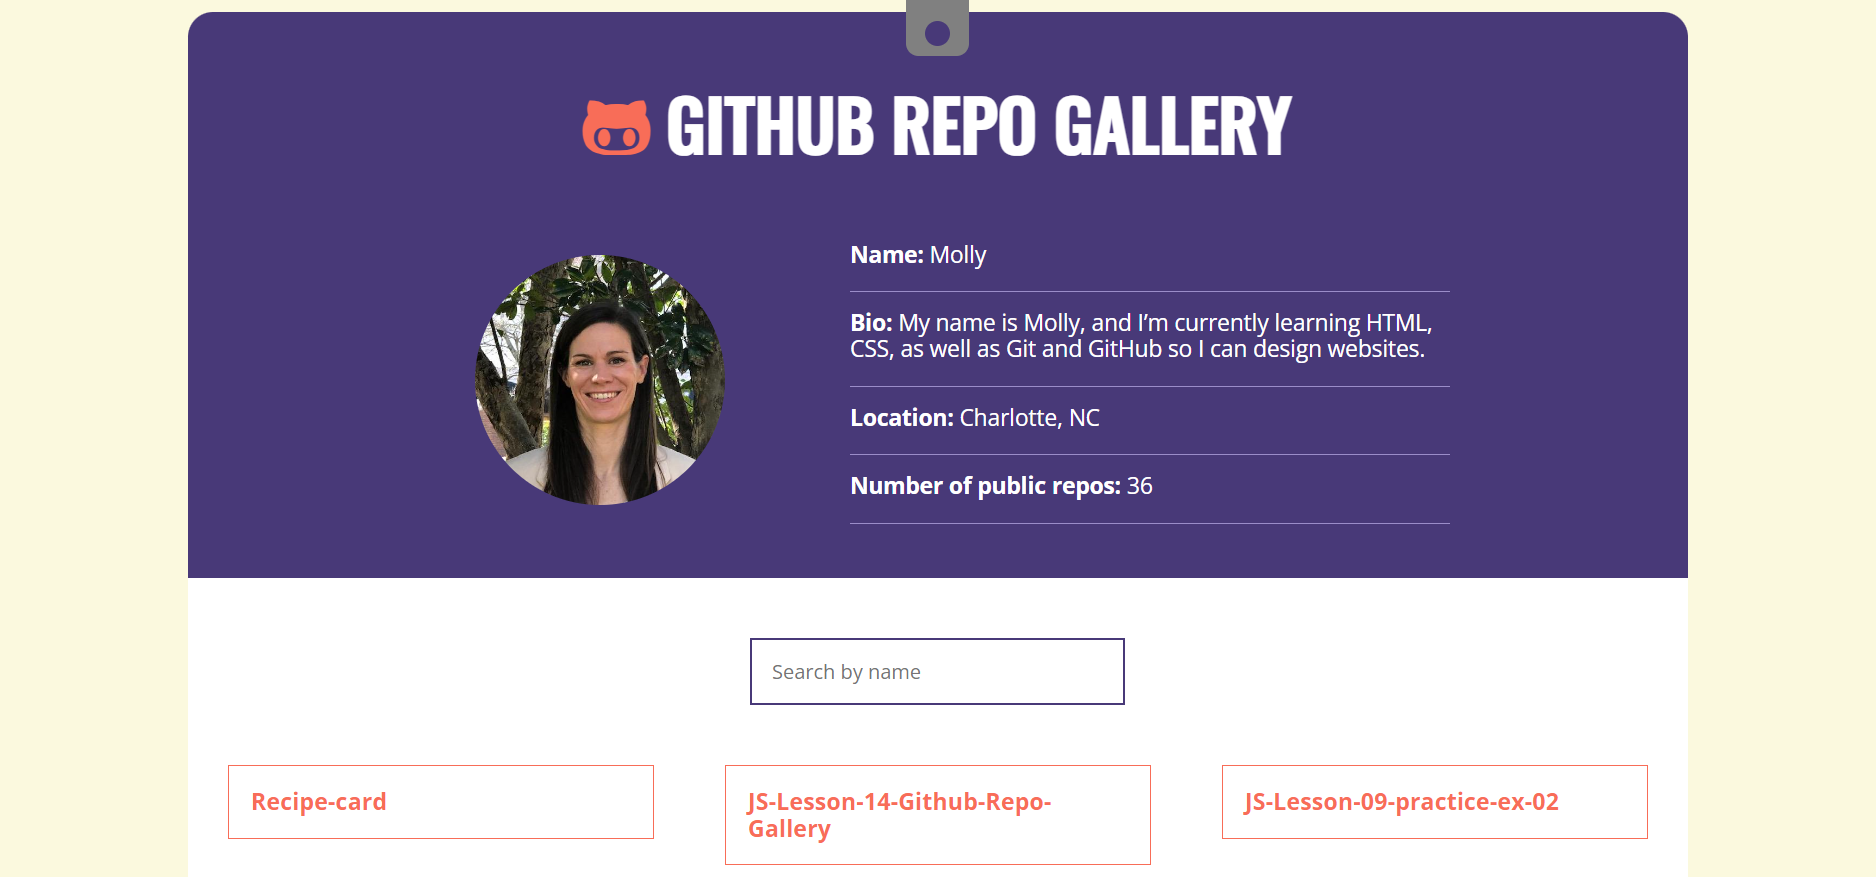 GITHUB REPO GALLERY
Name: Molly
Bio: My name is Molly, and I’m currently learning HTML,
CSS, as well as Git and GitHub so I can design websites.
Location: Charlotte, NC
Number of public repos: 36
Search by name
Recipe-card
JS-Lesson-14-Github-Repo-
Gallery
JS-Lesson-09-practice-ex-02